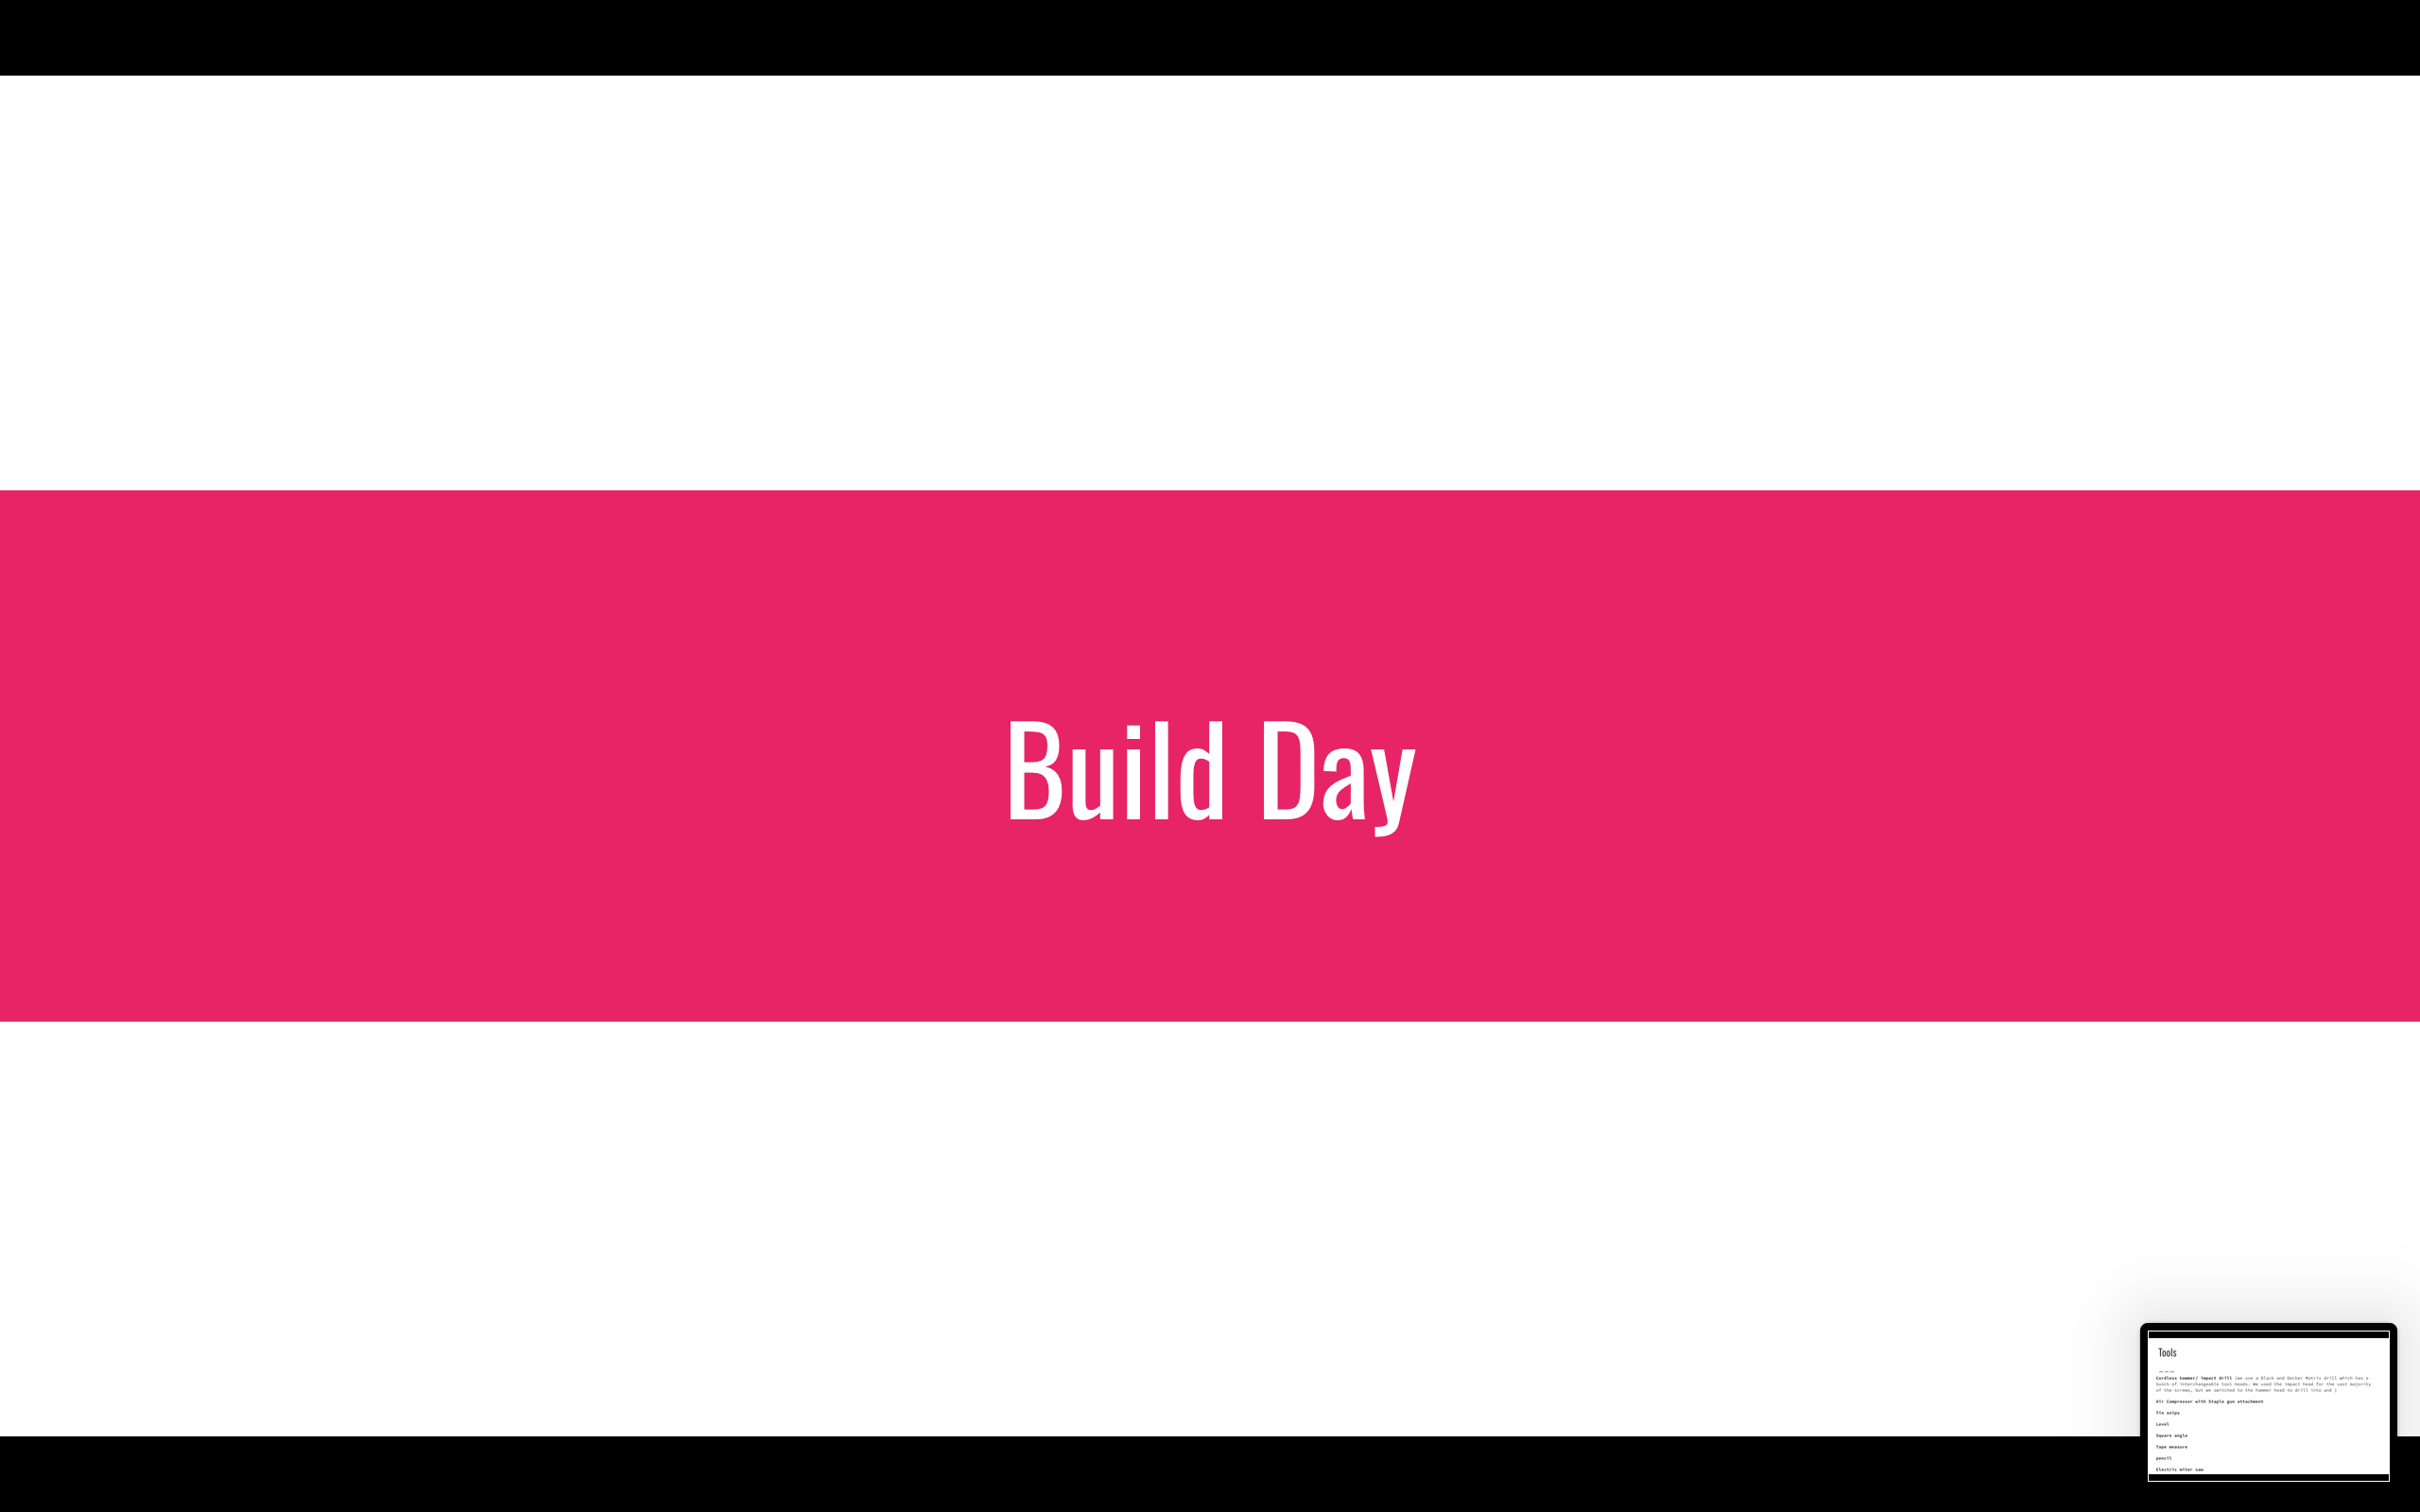 Build Day
Tools
Cordless hammer/ impact drill (we use a Black and Decker Matrix drill which has a
bunch of interchangeable tool heads. We used the impact head for the vast majority
of the screws, but we switched to the hammer head to drill into and )
Air Compressor with Staple gun attachment
Tin snips
Level
Square angle
Tape measure
pencil
Electric miter saw